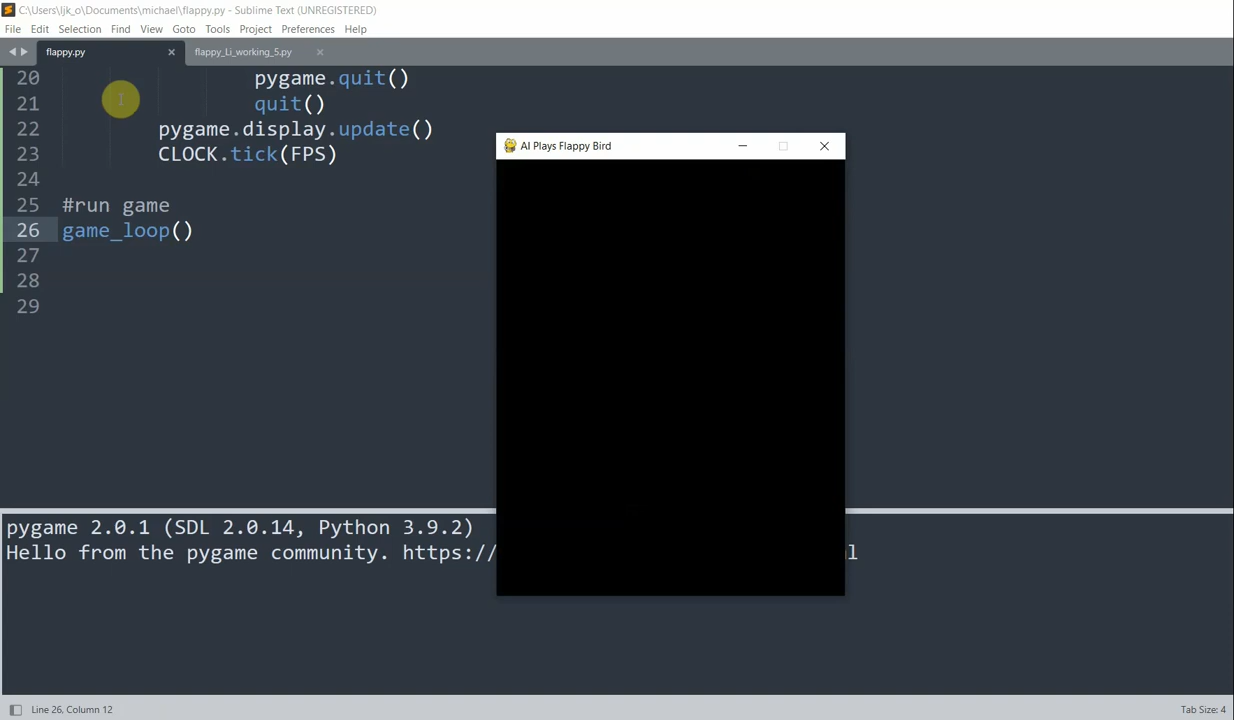 C:\Users\ljk_o\Documents\michael\flappy.py - Sublime Text (UNREGISTERED)
File Edit Selection Find View Goto Tools Project Preferences Help
flappy.py flappy_Li_working_5.py
20 pygame.quit()
21 quit()
22 pygame.display.update()
23 CLOCK.tick(FPS)
24
25 #run game
26 game_loop()
27
28
29
AI Plays Flappy Bird
pygame 2.0.1 (SDL 2.0.14, Python 3.9.2)
Hello from the pygame community. https:// l
Line 26, Column 12 Tab Size: 4